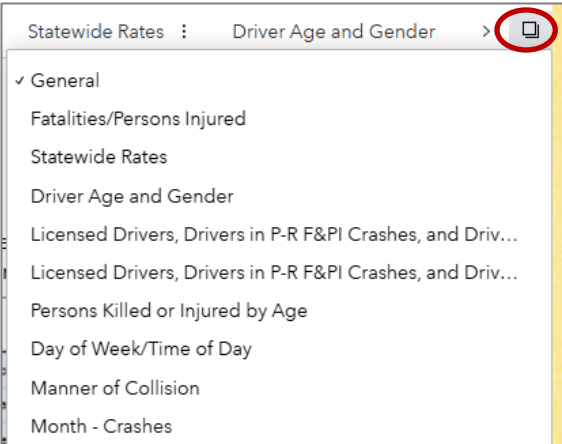 Statewide Rates Driver Age and Gender
General
Fatalities/Persons Injured
Statewide Rates
Driver Age and Gender
Licensed Drivers, Drivers in P-R F&PI Crashes, and Driv...
Licensed Drivers, Drivers in P-R F&PI Crashes, and Driv...
Persons Killed or Injured by Age
Day of Week/Time of Day
Manner of Collision
Month - Crashes